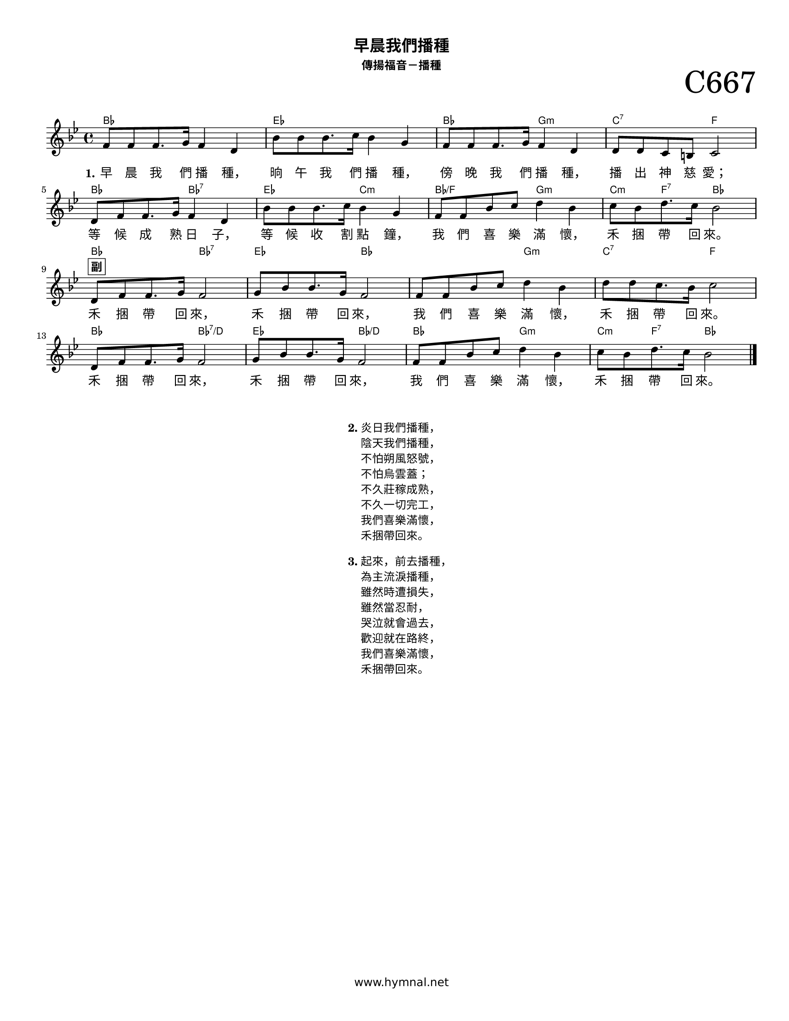 早晨我們播種
傳揚福音－播種
C667
B♭ E♭ B♭ Gm C7 F
1. 早 晨 我 們 播 種， 晌 午 我 們 播 種， 傍 晚 我 們 播 種， 播 出 神 慈 愛；
5 B♭ B♭7 E♭ Cm B♭/F Gm Cm F7 B♭
等 候 成 熟 日 子， 等 候 收 割 點 鐘， 我 們 喜 樂 滿 懷， 禾 捆 帶 回 來。
B♭ B♭7 E♭ B♭ Gm C7 F
9 副
禾 捆 帶 回 來， 禾 捆 帶 回 來， 我 們 喜 樂 滿 懷， 禾 捆 帶 回 來。
13 B♭ B♭7/D E♭ B♭/D B♭ Gm Cm F7 B♭
禾 捆 帶 回 來， 禾 捆 帶 回 來， 我 們 喜 樂 滿 懷， 禾 捆 帶 回 來。
2. 炎日我們播種，
陰天我們播種，
不怕朔風怒號，
不怕烏雲蓋；
不久莊稼成熟，
不久一切完工，
我們喜樂滿懷，
禾捆帶回來。
3. 起來，前去播種，
為主流淚播種，
雖然時遭損失，
雖然當忍耐，
哭泣就會過去，
歡迎就在路終，
我們喜樂滿懷，
禾捆帶回來。
www.hymnal.net